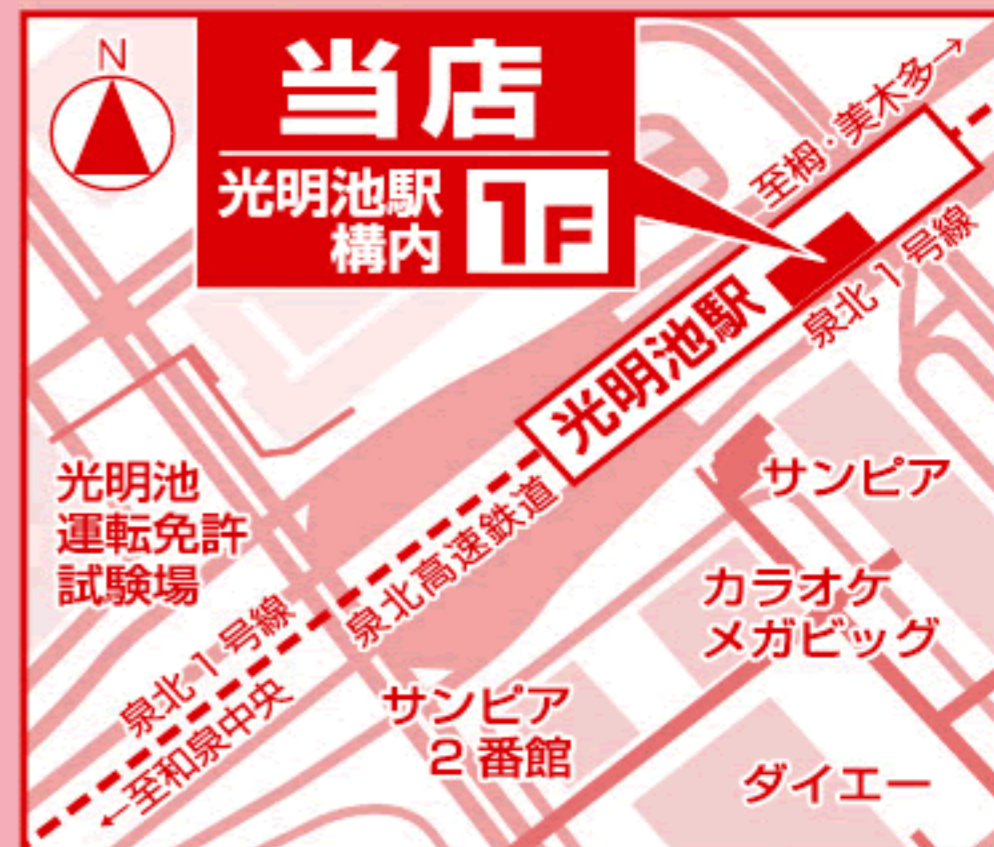 N
当店
光明池駅
構内
1F
至栂・美木多→
光明池駅
泉北1号線
泉北高速鉄道
サンピア
光明池
運転免許
試験場
カラオケ
メガビッグ
泉北1号線
←至和泉中央
サンピア
2番館
ダイエー